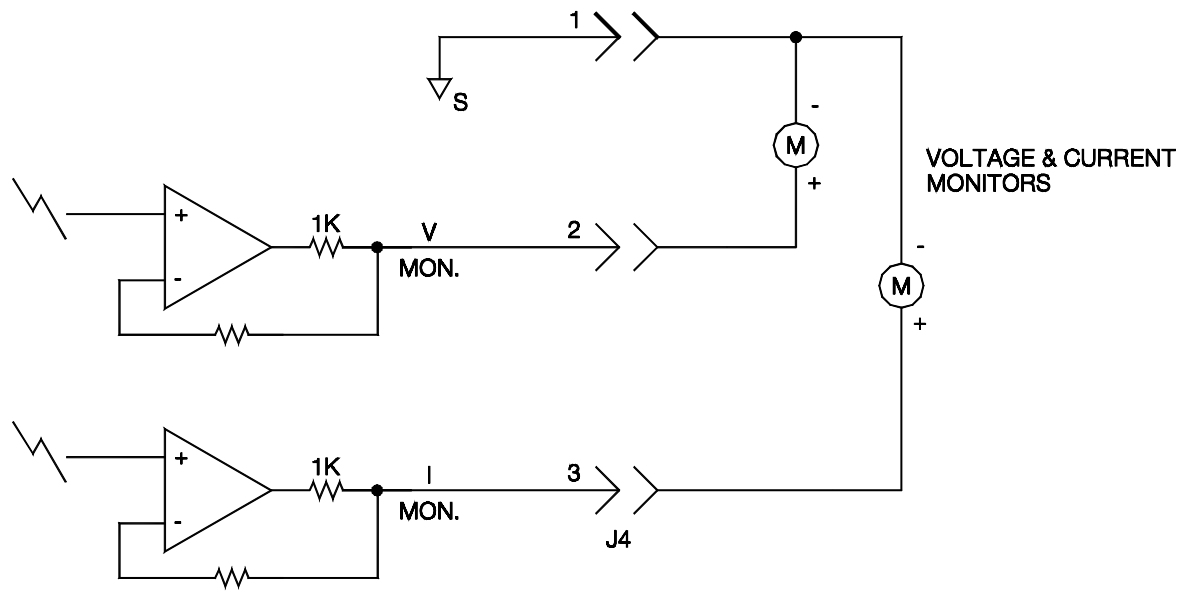 1
S
-
M
+
VOLTAGE & CURRENT
MONITORS
+
-
1K
V
MON.
2
-
M
+
+
-
1K
I
MON.
3
J4